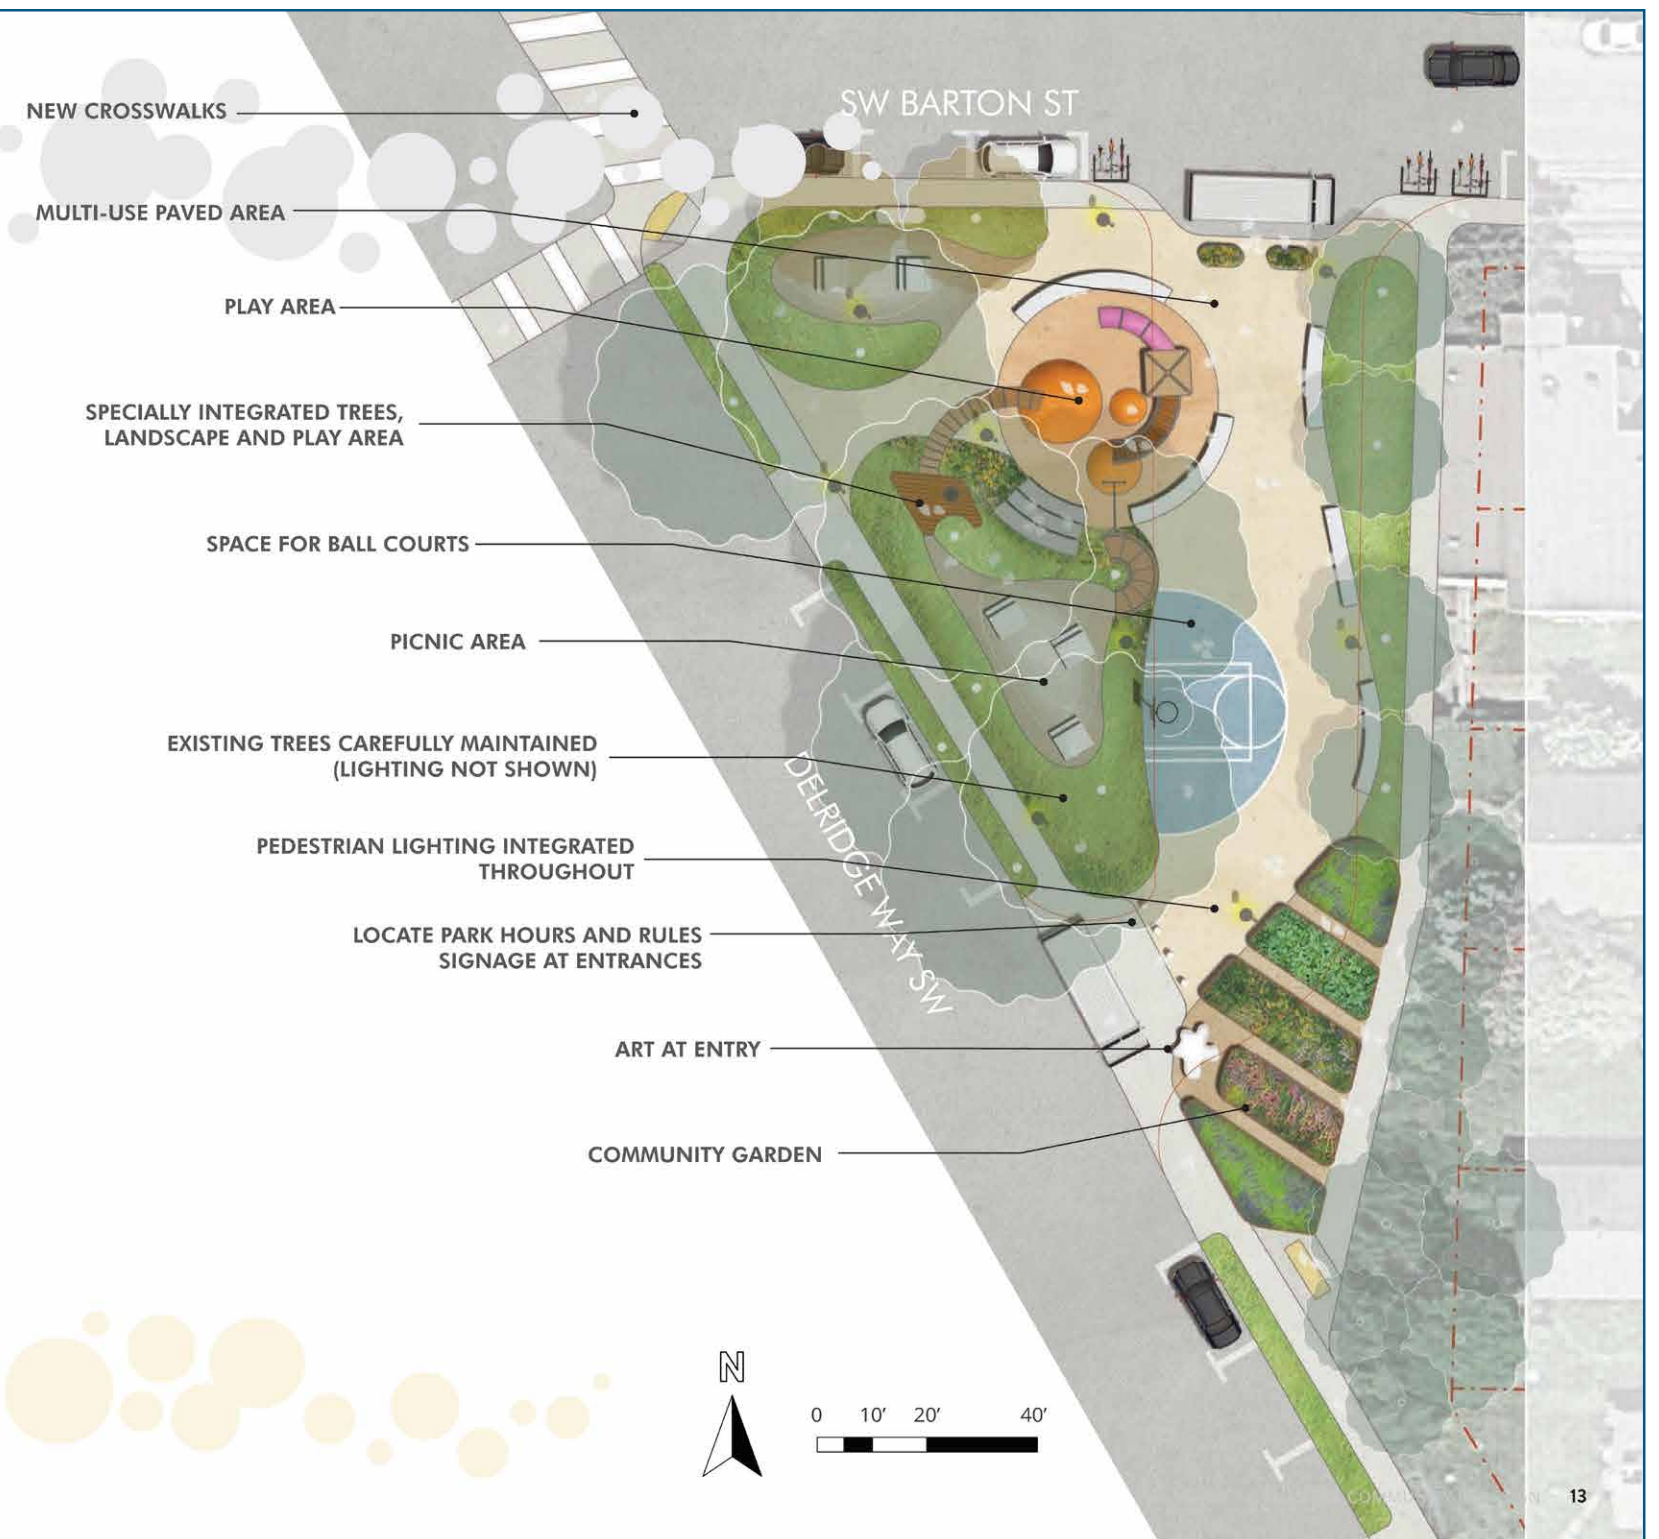 NEW CROSSWALKS
SW BARTON ST
MULTI-USE PAVED AREA
PLAY AREA
SPECIALLY INTEGRATED TREES,
LANDSCAPE AND PLAY AREA
SPACE FOR BALL COURTS
PICNIC AREA
EXISTING TREES CAREFULLY MAINTAINED
(LIGHTING NOT SHOWN)
DELRIDGE WAY SW
PEDESTRIAN LIGHTING INTEGRATED
THROUGHOUT
LOCATE PARK HOURS AND RULES
SIGNAGE AT ENTRANCES
ART AT ENTRY
COMMUNITY GARDEN
N
0 10’ 20’ 40’
13